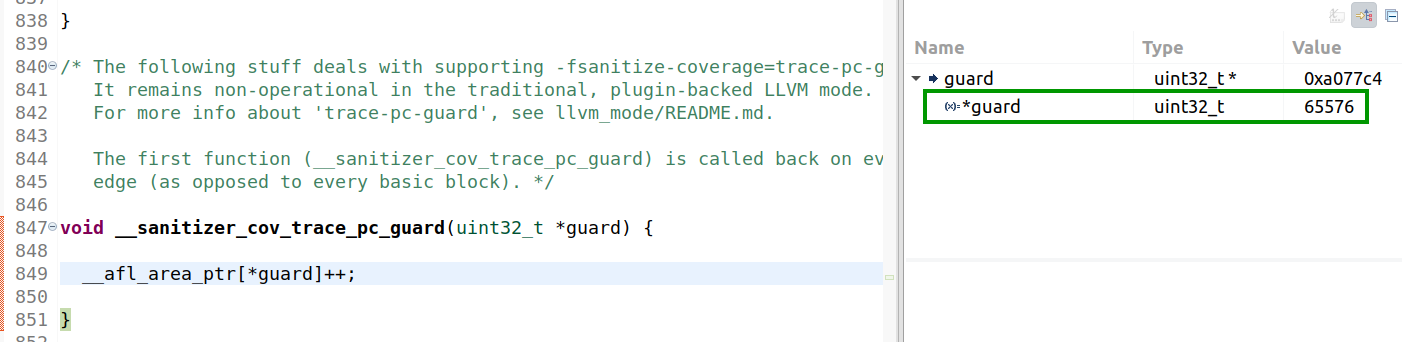 838 }
839
840 /* The following stuff deals with supporting -fsanitize-coverage=trace-pc-g
841 It remains non-operational in the traditional, plugin-backed LLVM mode.
842 For more info about 'trace-pc-guard', see llvm_mode/README.md.
843
844 The first function (__sanitizer_cov_trace_pc_guard) is called back on ev
845 edge (as opposed to every basic block). */
846
847 void __sanitizer_cov_trace_pc_guard(uint32_t *guard) {
848
849 __afl_area_ptr[*guard]++;
850
851 }
Name Type Value
guard uint32_t * 0xa077c4
(x)= *guard uint32_t 65576